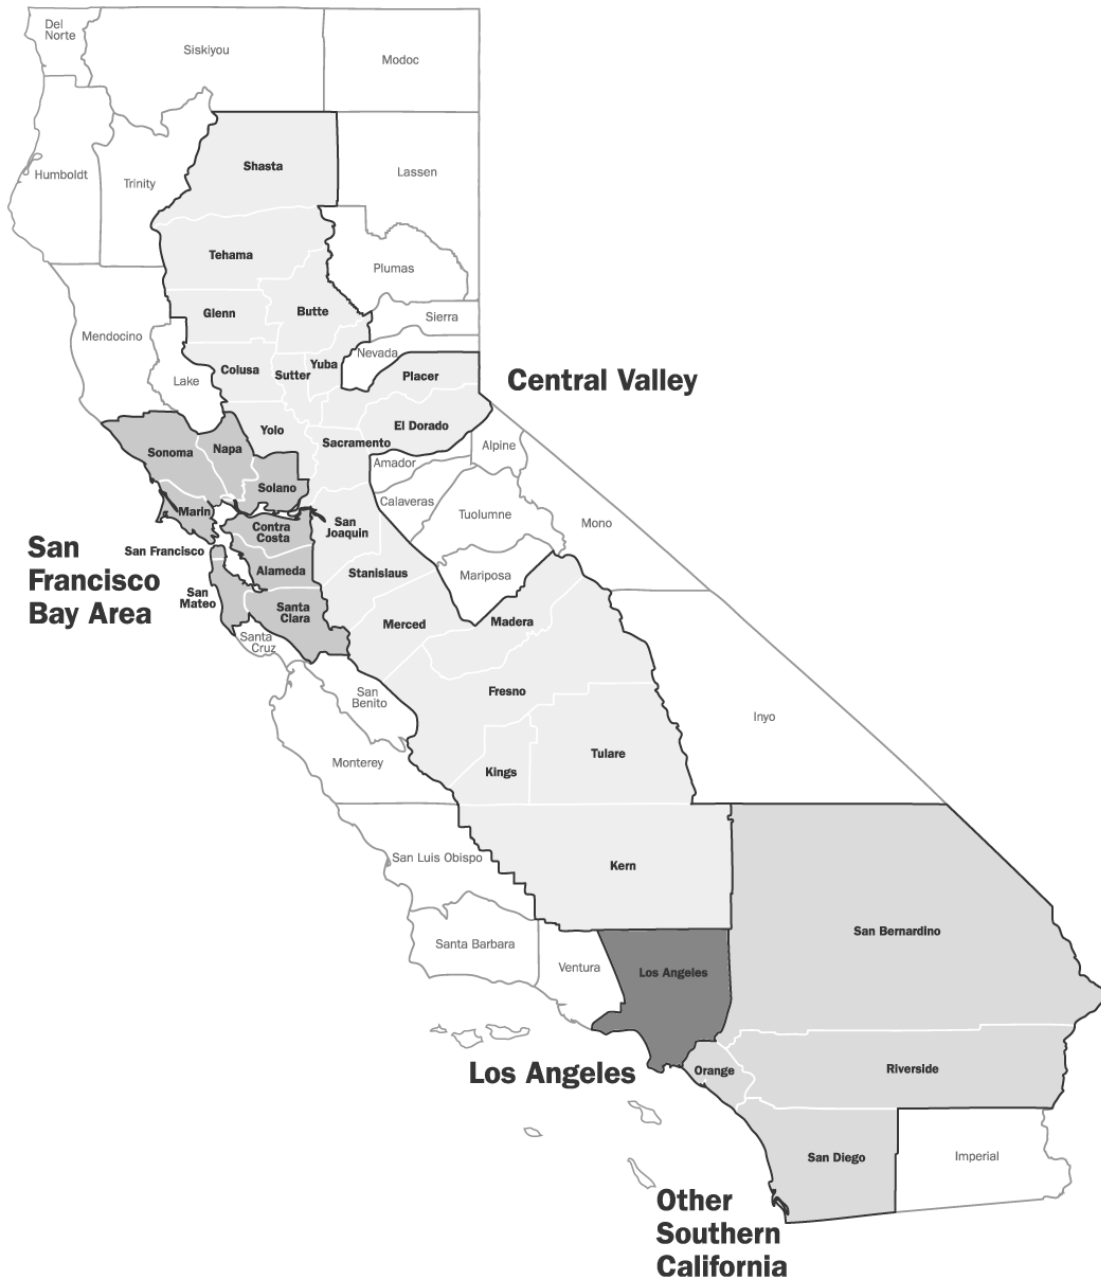 Del
Norte
Siskiyou
Modoc
Shasta
Lassen
Humboldt
Trinity
Tehama
Plumas
Glenn
Butte
Sierra
Mendocino
Nevada
Colusa
Sutter
Yuba
Placer
Lake
Central Valley
Yolo
El Dorado
Sacramento
Sonoma
Napa
Alpine
Amador
Solano
Calaveras
Marin
Tuolumne
Mono
Contra
Costa
San
Joaquin
San Francisco
San
Francisco
Bay Area
Alameda
Stanislaus
Mariposa
San
Mateo
Santa
Clara
Merced
Madera
Santa
Cruz
Fresno
San
Benito
Inyo
Monterey
Kings
Tulare
San Luis Obispo
Kern
San Bernardino
Santa Barbara
Ventura
Los Angeles
Los Angeles
Orange
Riverside
San Diego
Imperial
Other
Southern
California